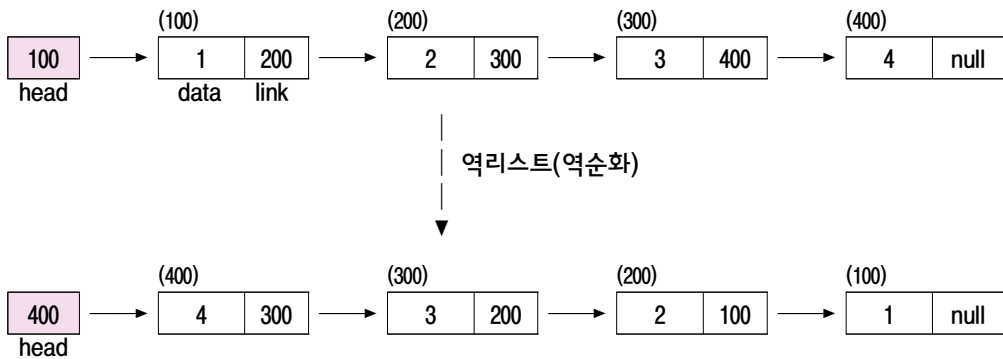 (100) (200) (300) (400)
100 1 200 2 300 3 400 4 null
head data link
역리스트(역순화)
(400) (300) (200) (100)
400 4 300 3 200 2 100 1 null
head